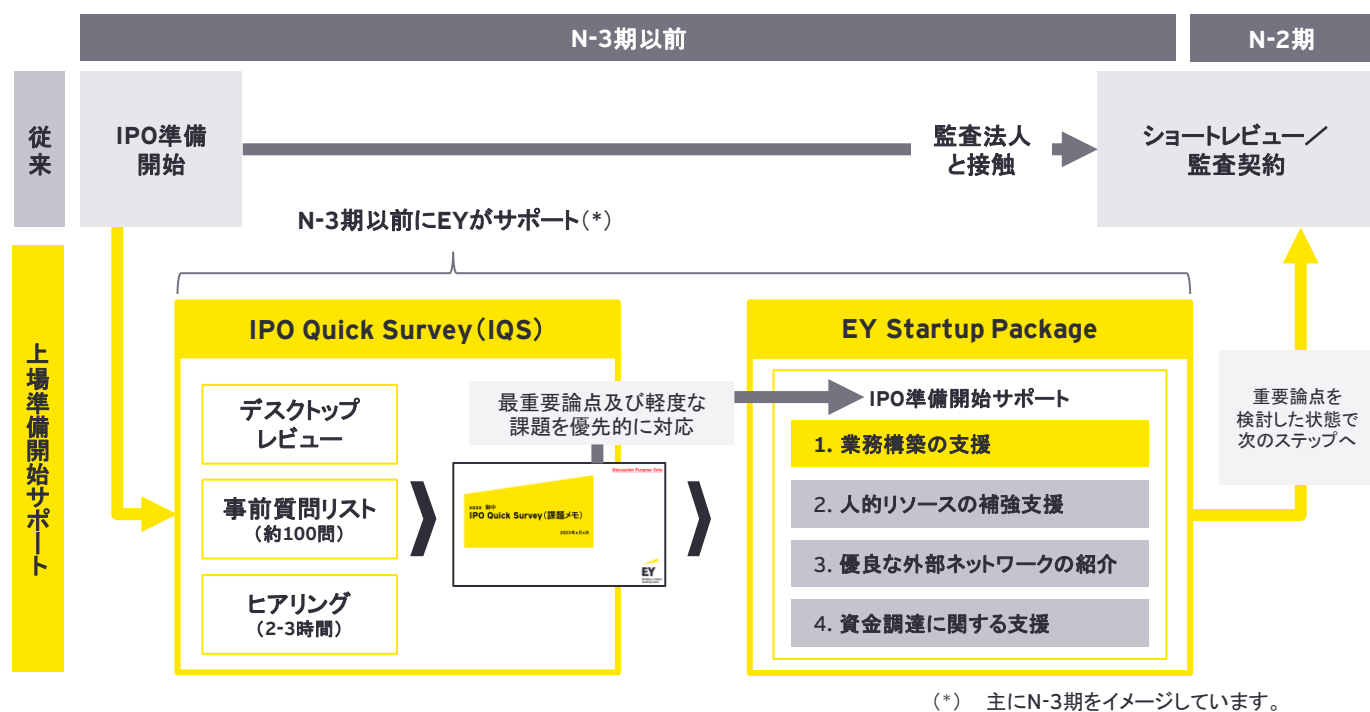 N-3期以前
N-2期
従来
IPO準備
開始
監査法人
と接触
ショートレビュー／
監査契約
N-3期以前にEYがサポート（*）
上場準備開始サポート
IPO Quick Survey（IQS）
デスクトップ
レビュー
事前質問リスト
（約100問）
ヒアリング
（2-3時間）
最重要論点及び軽度な
課題を優先的に対応
Discussion Purpose Only
御中
IPO Quick Survey（課題メモ）
EY
EY Startup Package
IPO準備開始サポート
1. 業務構築の支援
2. 人的リソースの補強支援
3. 優良な外部ネットワークの紹介
4. 資金調達に関する支援
重要論点を
検討した状態で
次のステップへ
（*）　主にN-3期をイメージしています。